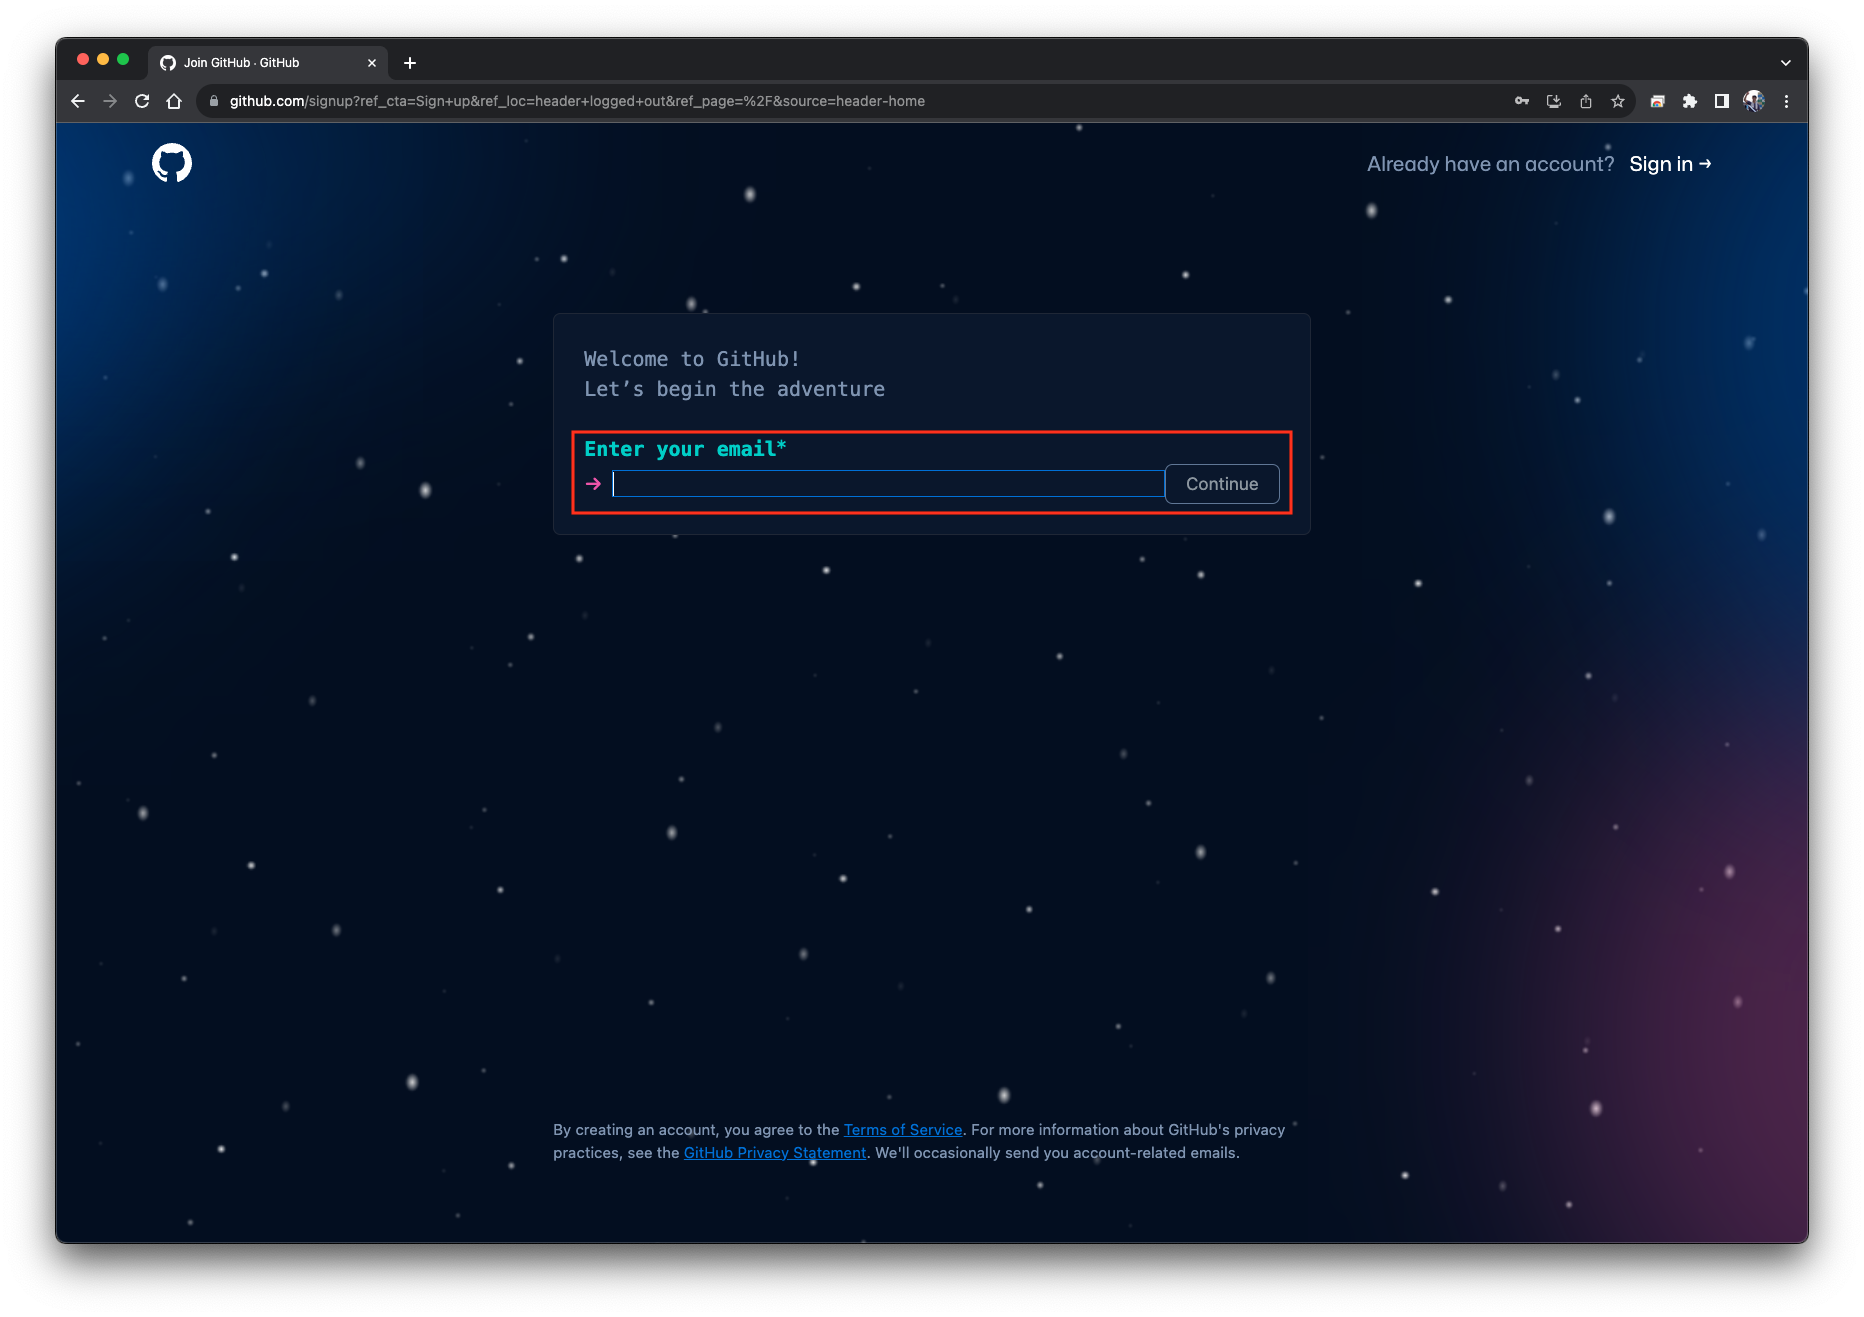 Join GitHub · GitHub
github.com/signup?ref_cta=Sign+up&ref_loc=header+logged+out&ref_page=%2F&source=header-home
Already have an account? Sign in →
Welcome to GitHub!
Let’s begin the adventure
Enter your email*
→ Continue
By creating an account, you agree to the Terms of Service. For more information about GitHub's privacy
practices, see the GitHub Privacy Statement. We'll occasionally send you account-related emails.